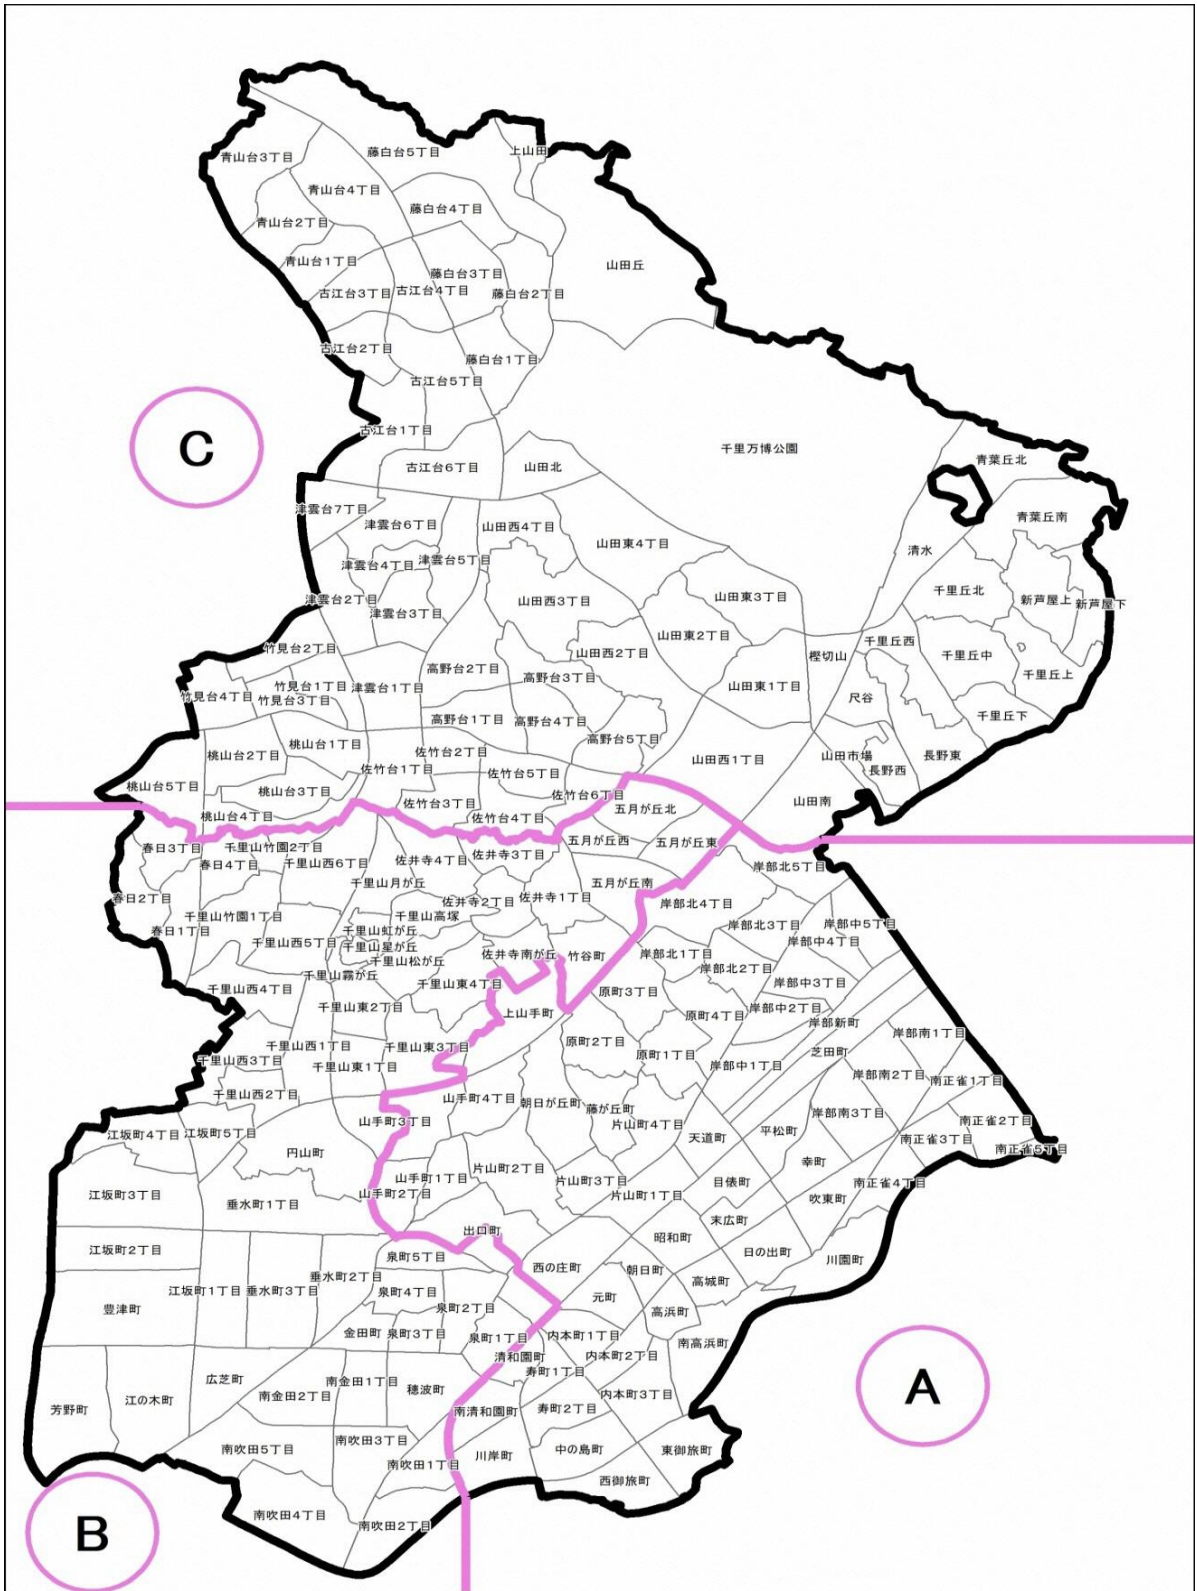 青山台3丁目
藤白台5丁目
上山田
青山台4丁目
藤白台4丁目
青山台2丁目
青山台1丁目
山田丘
藤白台3丁目
古江台3丁目
古江台4丁目
藤白台2丁目
古江台2丁目
藤白台1丁目
古江台5丁目
古江台1丁目
C
千里万博公園
古江台6丁目
山田北
青葉丘北
津雲台7丁目
津雲台6丁目
山田西4丁目
青葉丘南
山田東4丁目
清水
津雲台4丁目
津雲台5丁目
千里丘北
津雲台2丁目
津雲台3丁目
山田西3丁目
山田東3丁目
新芦屋上
新芦屋下
山田東2丁目
千里丘西
竹見台2丁目
山田西2丁目
樫切山
千里丘中
高野台2丁目
高野台3丁目
千里丘上
竹見台4丁目
竹見台1丁目
竹見台3丁目
津雲台1丁目
山田東1丁目
尺谷
高野台1丁目
高野台4丁目
千里丘下
高野台5丁目
桃山台2丁目
桃山台1丁目
佐竹台2丁目
山田西1丁目
山田市場
長野東
佐竹台1丁目
佐竹台5丁目
長野西
桃山台5丁目
桃山台3丁目
佐竹台3丁目
佐竹台6丁目
山田南
桃山台4丁目
佐竹台4丁目
五月が丘北
春日3丁目
千里山竹園2丁目
五月が丘西
五月が丘東
春日4丁目
千里山西6丁目
佐井寺4丁目
佐井寺3丁目
岸部北5丁目
千里山月が丘
五月が丘南
春日2丁目
佐井寺2丁目
佐井寺1丁目
岸部北4丁目
千里山竹園1丁目
千里山高塚
岸部北3丁目
岸部中5丁目
春日1丁目
千里山虹が丘
千里山西5丁目
千里山星が丘
岸部中4丁目
佐井寺南が丘
竹谷町
岸部北1丁目
千里山松が丘
千里山霧が丘
岸部北2丁目
千里山西4丁目
千里山東4丁目
原町3丁目
岸部中3丁目
千里山東2丁目
上山手町
原町4丁目
岸部中2丁目
岸部新町
岸部南1丁目
千里山西1丁目
千里山東3丁目
原町2丁目
原町1丁目
芝田町
千里山西3丁目
千里山東1丁目
岸部中1丁目
岸部南2丁目
南正雀1丁目
千里山西2丁目
山手町4丁目
朝日が丘町
藤が丘町
岸部南3丁目
山手町3丁目
片山町4丁目
南正雀2丁目
江坂町4丁目
江坂町5丁目
天道町
平松町
南正雀3丁目
南正雀5丁目
円山町
片山町2丁目
幸町
山手町1丁目
片山町3丁目
目俵町
南正雀4丁目
江坂町3丁目
垂水町1丁目
山手町2丁目
片山町1丁目
吹東町
末広町
出口町
昭和町
江坂町2丁目
泉町5丁目
日の出町
川園町
西の庄町
朝日町
江坂町1丁目
垂水町3丁目
垂水町2丁目
泉町4丁目
高城町
豊津町
泉町2丁目
元町
高浜町
金田町
泉町3丁目
泉町1丁目
内本町1丁目
南高浜町
清和園町
内本町2丁目
広芝町
南金田1丁目
穂波町
寿町1丁目
江の木町
南金田2丁目
内本町3丁目
A
芳野町
南清和園町
寿町2丁目
南吹田5丁目
南吹田3丁目
川岸町
中の島町
東御旅町
南吹田1丁目
西御旅町
南吹田4丁目
南吹田2丁目
B